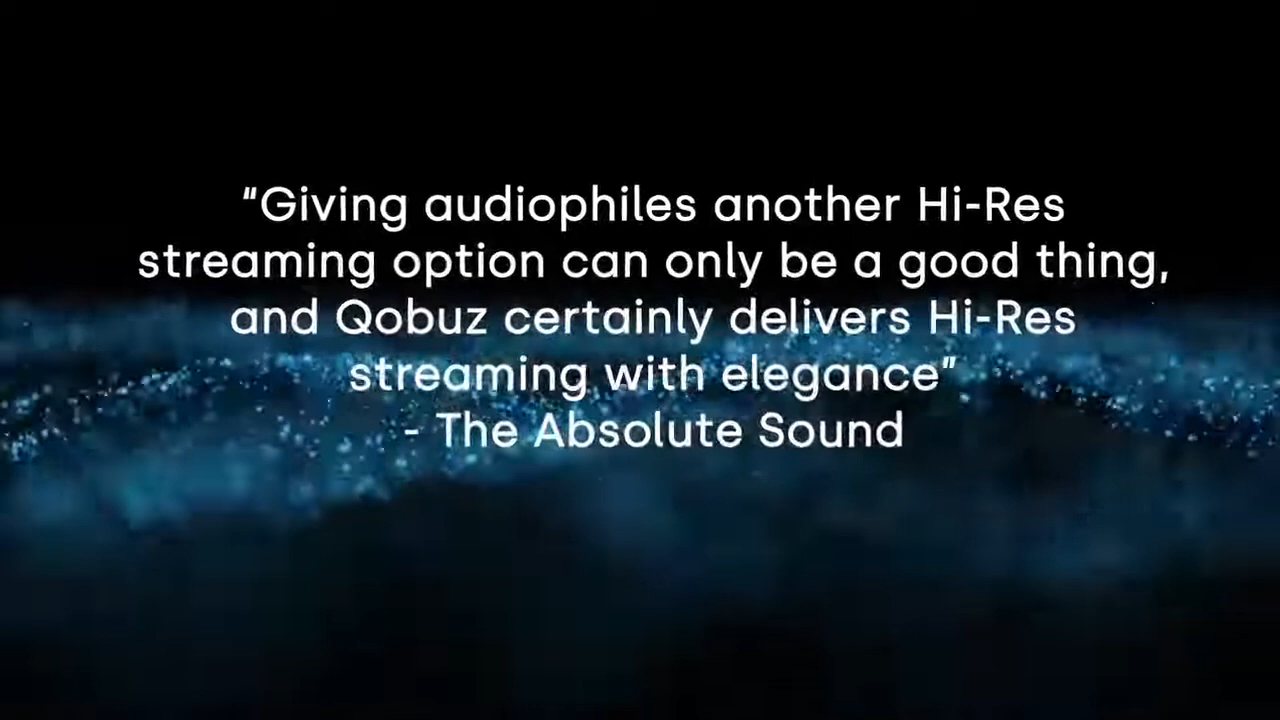 “Giving audiophiles another Hi-Res
streaming option can only be a good thing,
and Qobuz certainly delivers Hi-Res
streaming with elegance”
- The Absolute Sound